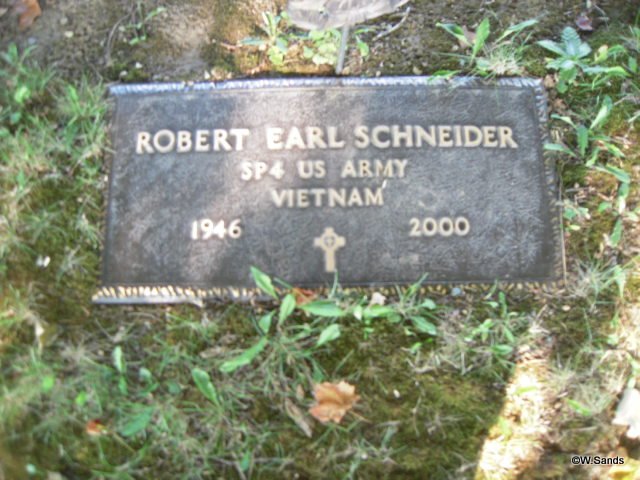 ROBERT EARL SCHNEIDER
SP4 US ARMY
VIETNAM
1946 2000
©W.Sands